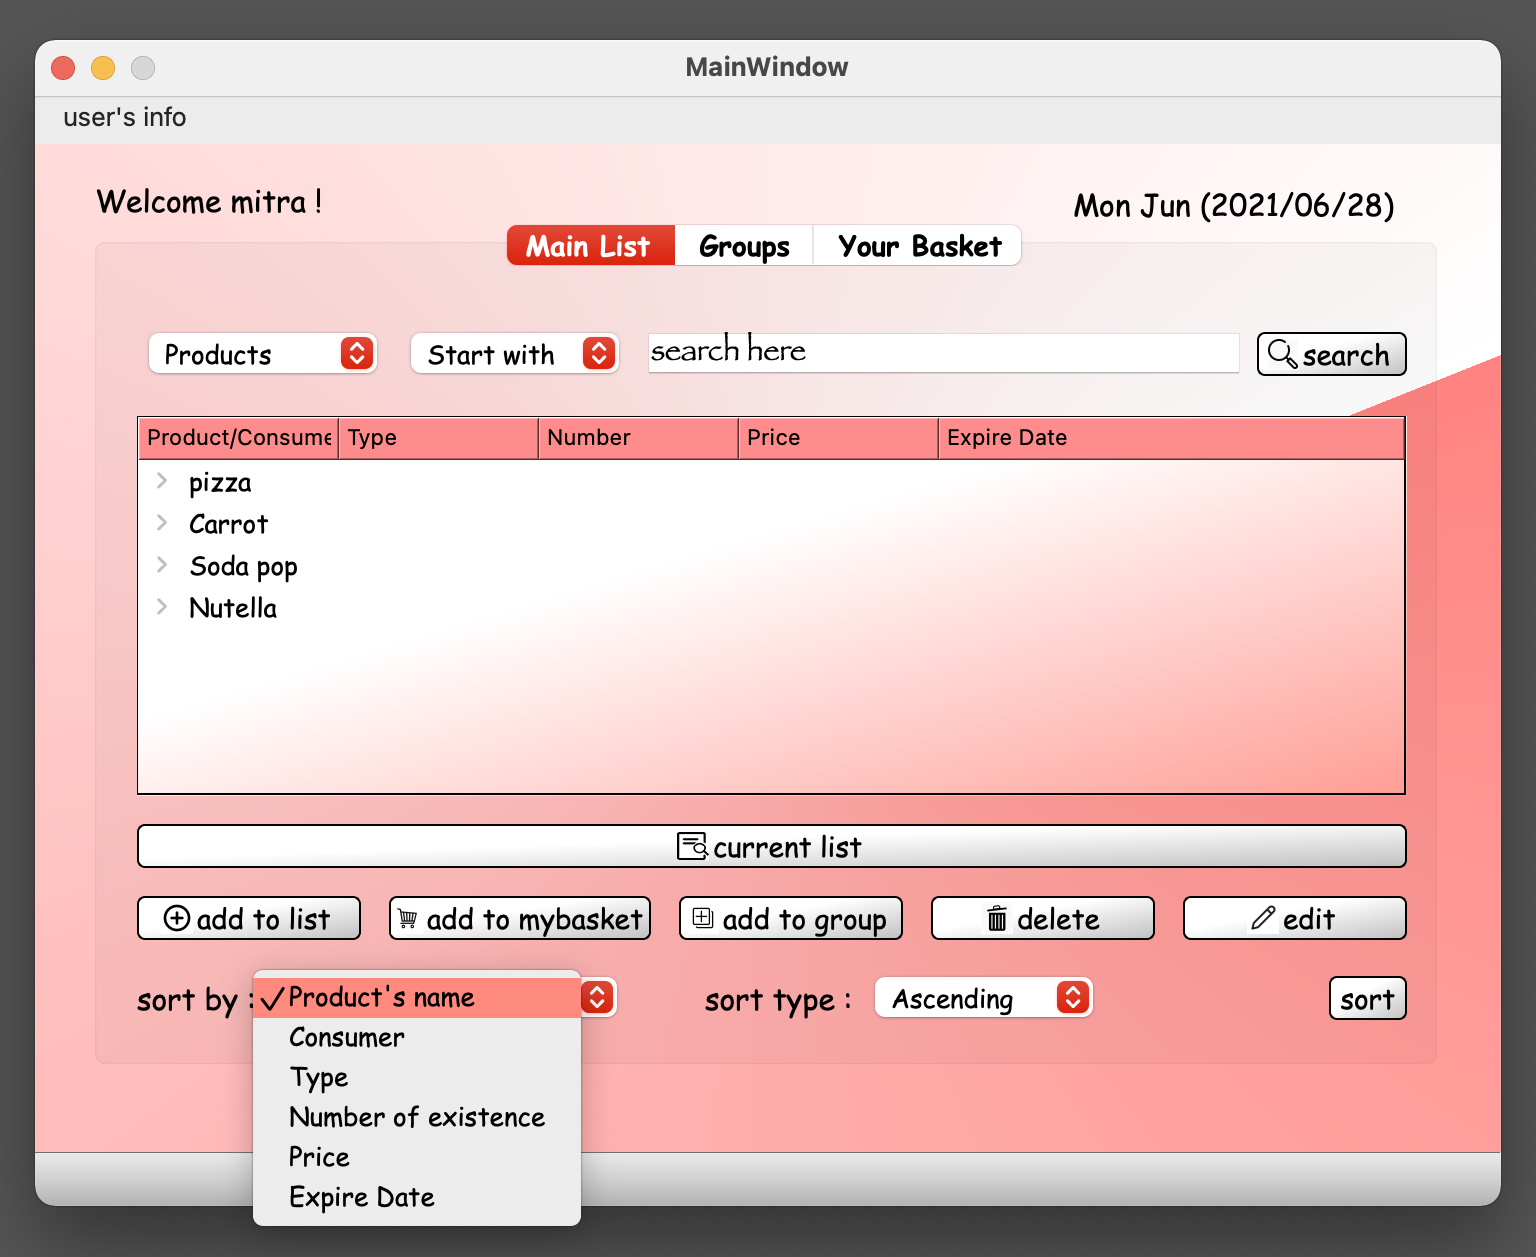 MainWindow
user's info
Welcome mitra !
Mon Jun (2021/06/28)
Main List Groups Your Basket
Products Start with search here search
Product/Consume Type Number Price Expire Date
pizza
Carrot
Soda pop
Nutella
current list
add to list add to mybasket add to group delete edit
sort by : Product's name sort type : Ascending sort
Consumer
Type
Number of existence
Price
Expire Date